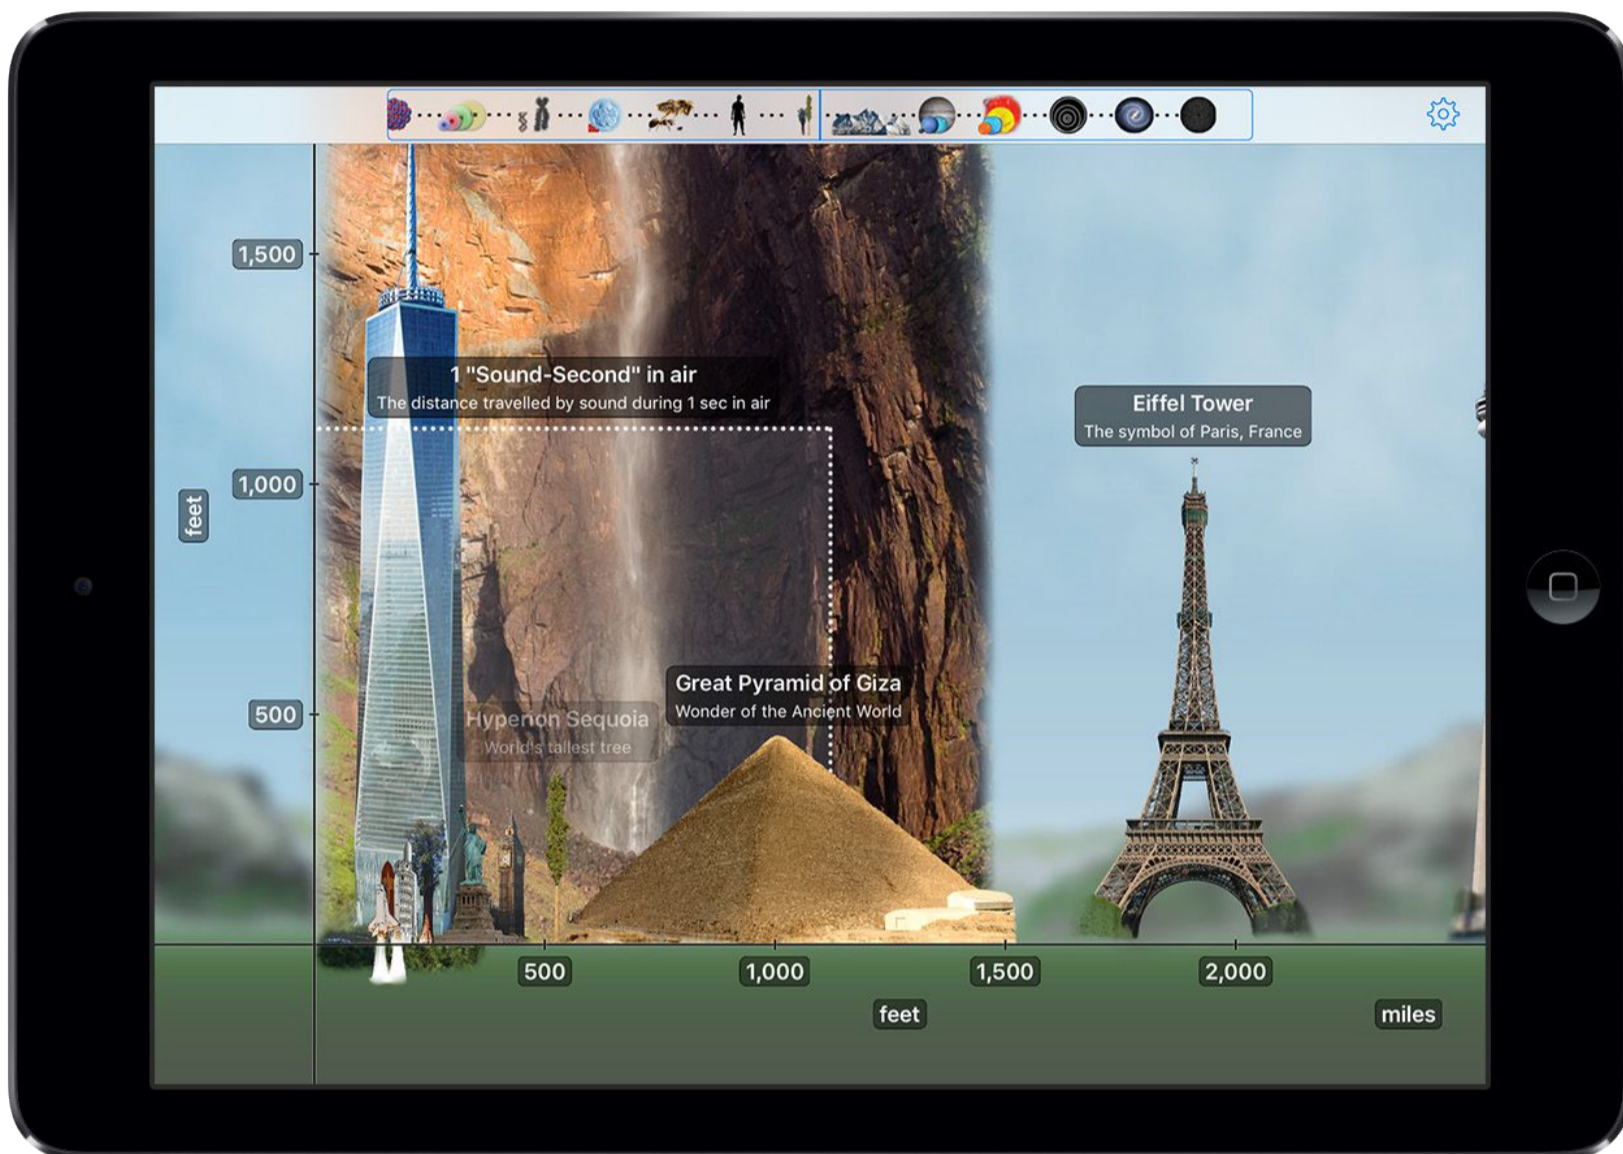 1,500
1 "Sound-Second" in air
The distance travelled by sound during 1 sec in air
Eiffel Tower
The symbol of Paris, France
1,000
feet
Great Pyramid of Giza
Wonder of the Ancient World
500
Hyperion Sequoia
World's tallest tree
500
1,000
1,500
2,000
feet
miles